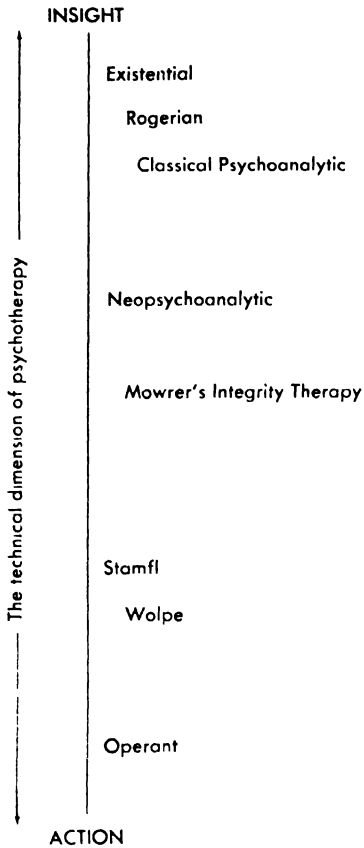 INSIGHT
Existential
Rogerian
Classical Psychoanalytic
Neopsychoanalytic
Mowrer's Integrity Therapy
Stamfl
Wolpe
Operant
ACTION
The technical dimension of psychotherapy